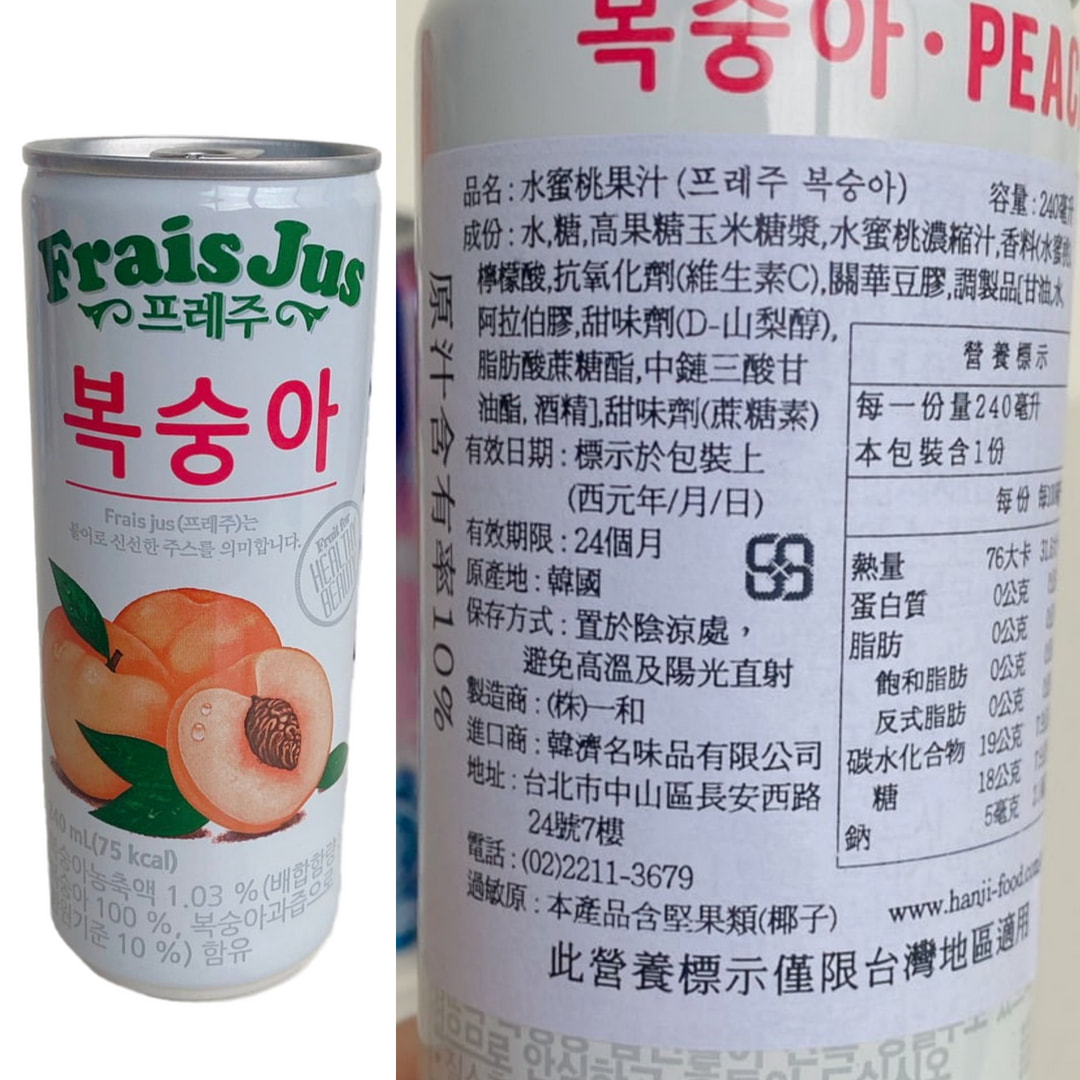 Frais Jus
프레주
복숭아
Frais jus(프레주)는
불어로 신선한 주스를 의미합니다.
Fruit for
HEALTH
BEAUTY
240 mL(75 kcal)
복숭아농축액 1.03 %(배합함량
복숭아 100 %, 복숭아과즙으로
환원기준 10 %) 함유
복숭아·PEAC
品名:水蜜桃果汁(프레주 복숭아)
容量:240毫升
成份:水,糖,高果糖玉米糖漿,水蜜桃濃縮汁,香料(水蜜桃
檸檬酸,抗氧化劑(維生素C),關華豆膠,調製品[甘油,水,
阿拉伯膠,甜味劑(D-山梨醇),
脂肪酸蔗糖酯,中鏈三酸甘
油酯,酒精],甜味劑(蔗糖素)
有效日期:標示於包裝上
(西元年/月/日)
有效期限:24個月
原產地:韓國
保存方式:置於陰涼處,
避免高溫及陽光直射
製造商:(株)一和
進口商:韓濟名味品有限公司
地址:台北市中山區長安西路
24號7樓
電話:(02)2211-3679
過敏原:本產品含堅果類(椰子)
原汁含有率10%
營養標示
每一份量240毫升
本包裝含1份
每份 每100毫
熱量 76大卡 31.6
蛋白質 0公克
脂肪 0公克
飽和脂肪 0公克
反式脂肪 0公克
碳水化合物 19公克
糖 18公克
鈉 5毫克
www.hanji-food.com
此營養標示僅限台灣地區適用